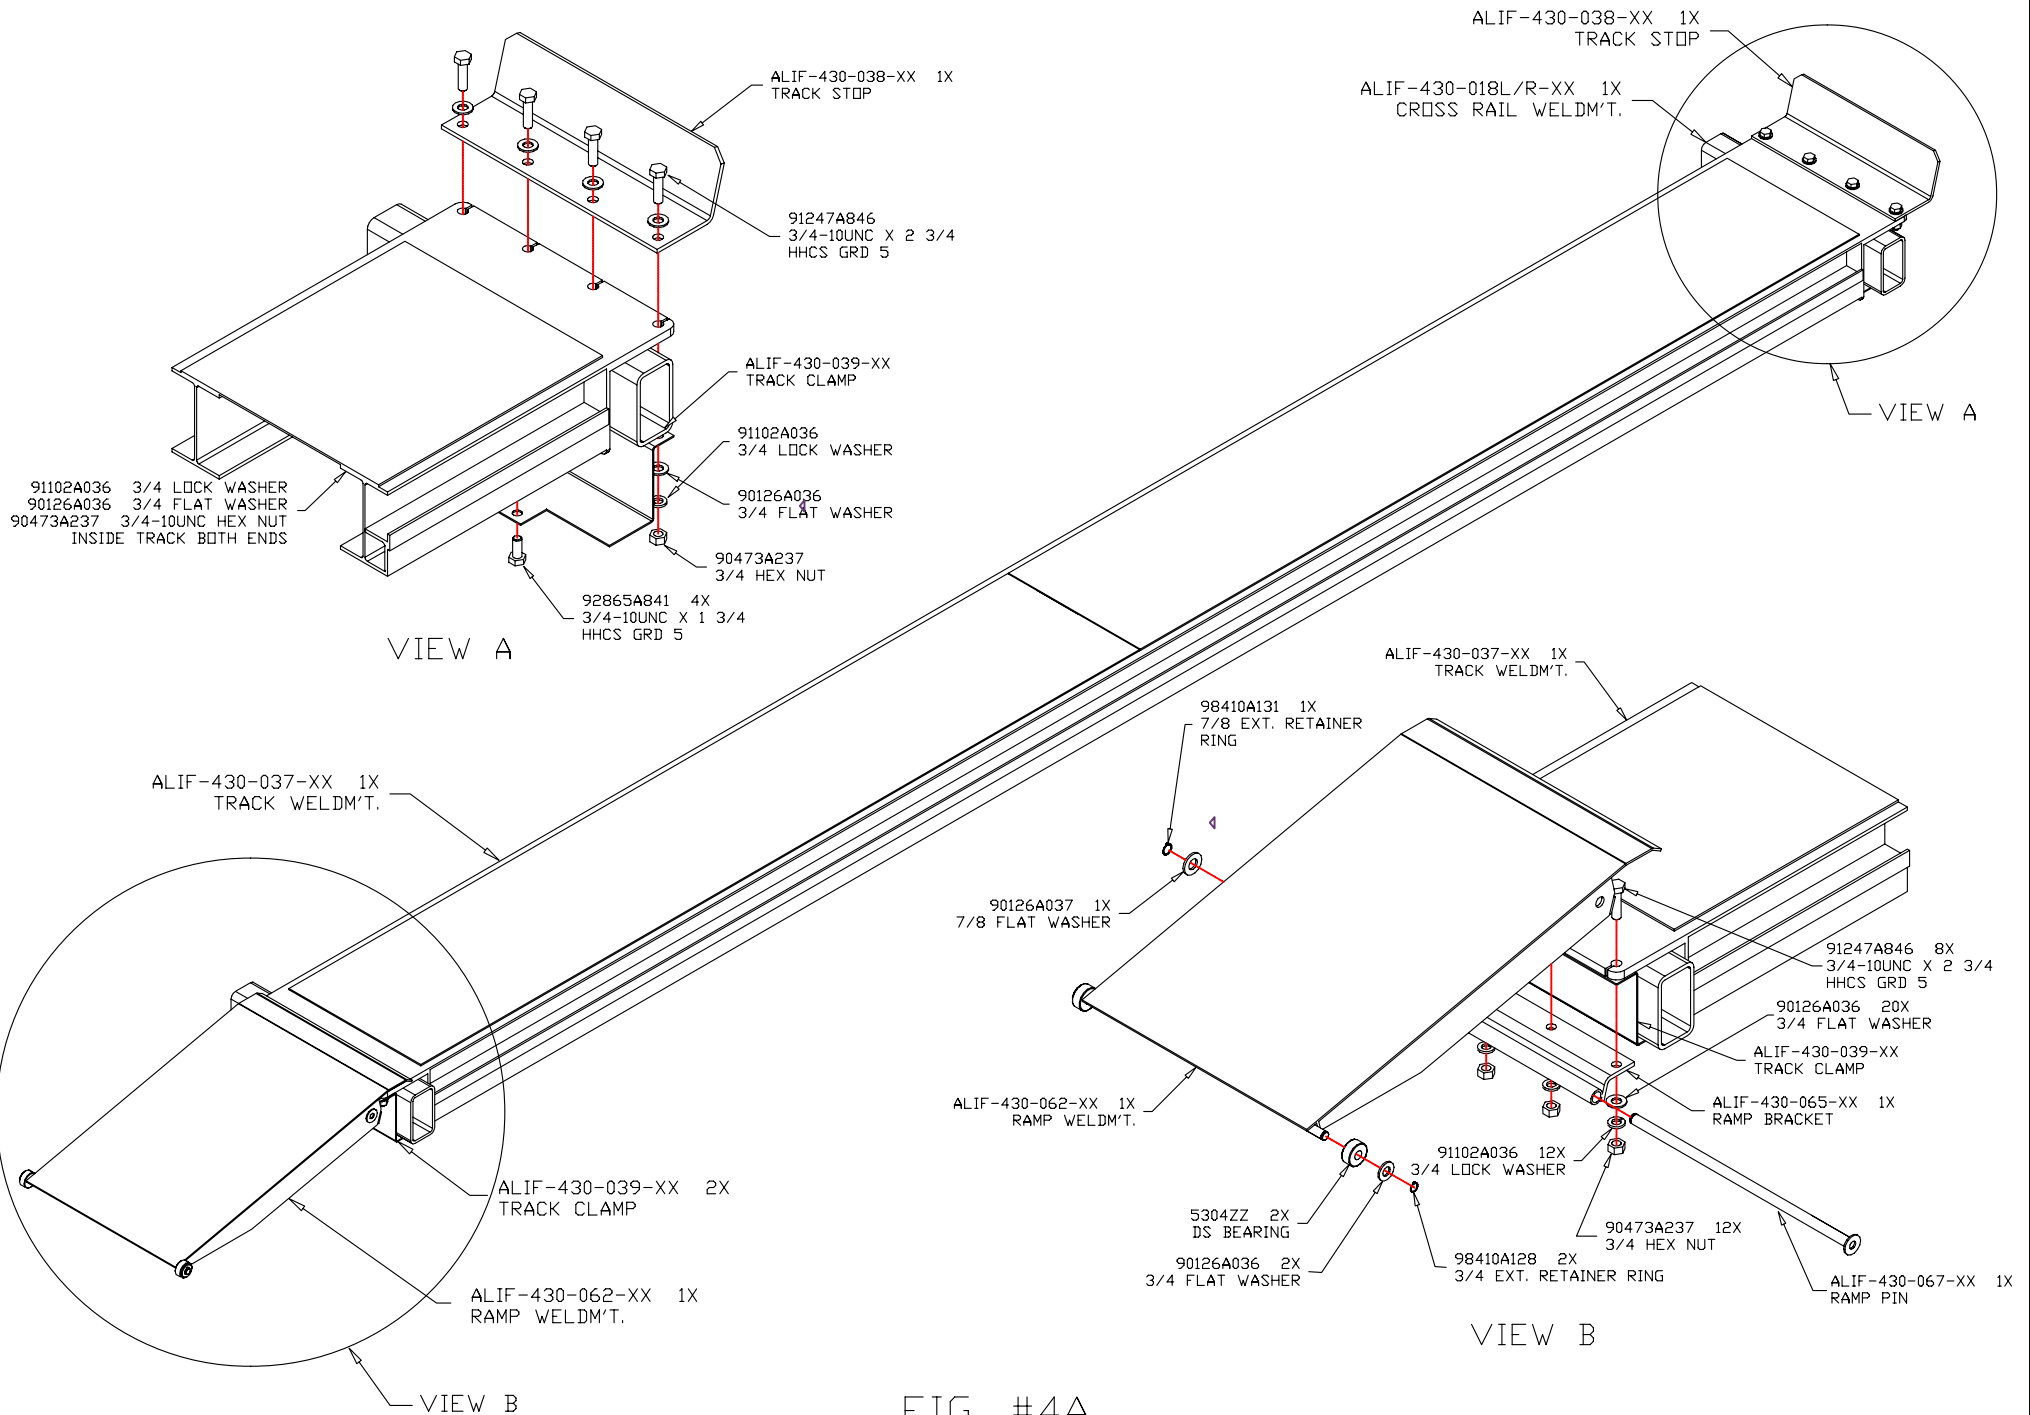 ALIF-430-038-XX 1X
TRACK STOP
91247A846
3/4-10UNC X 2 3/4
HHCS GRD 5
ALIF-430-039-XX
TRACK CLAMP
91102A036
3/4 LOCK WASHER
90126A036
3/4 FLAT WASHER
90473A237
3/4 HEX NUT
92865A841 4X
3/4-10UNC X 1 3/4
HHCS GRD 5
91102A036 3/4 LOCK WASHER
90126A036 3/4 FLAT WASHER
90473A237 3/4-10UNC HEX NUT
INSIDE TRACK BOTH ENDS
VIEW A
ALIF-430-038-XX 1X
TRACK STOP
ALIF-430-018L/R-XX 1X
CROSS RAIL WELDM'T.
VIEW A
ALIF-430-037-XX 1X
TRACK WELDM'T.
ALIF-430-039-XX 2X
TRACK CLAMP
ALIF-430-062-XX 1X
RAMP WELDM'T.
VIEW B
ALIF-430-037-XX 1X
TRACK WELDM'T.
98410A131 1X
7/8 EXT. RETAINER
RING
90126A037 1X
7/8 FLAT WASHER
91247A846 8X
3/4-10UNC X 2 3/4
HHCS GRD 5
90126A036 20X
3/4 FLAT WASHER
ALIF-430-039-XX
TRACK CLAMP
ALIF-430-065-XX 1X
RAMP BRACKET
ALIF-430-062-XX 1X
RAMP WELDM'T.
91102A036 12X
3/4 LOCK WASHER
5304ZZ 2X
DS BEARING
90126A036 2X
3/4 FLAT WASHER
98410A128 2X
3/4 EXT. RETAINER RING
90473A237 12X
3/4 HEX NUT
ALIF-430-067-XX 1X
RAMP PIN
VIEW B
FIG. #4A